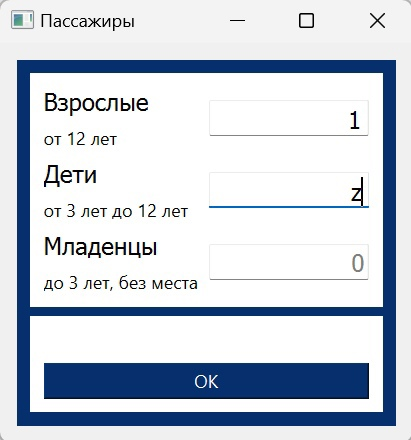 Пассажиры
Взрослые
1
от 12 лет
Дети
z
от 3 лет до 12 лет
Младенцы
0
до 3 лет, без места
OK